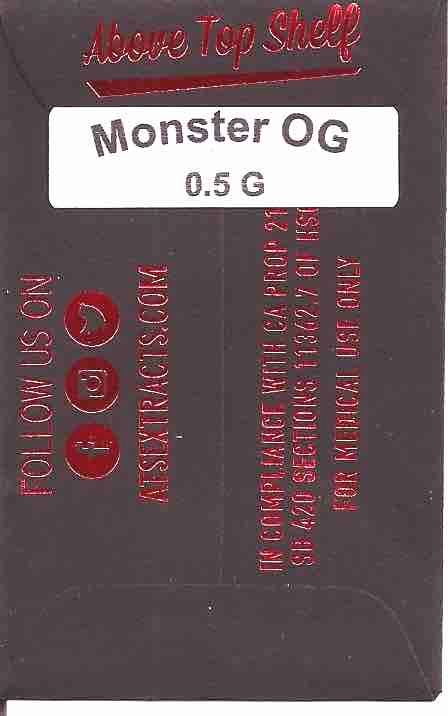 Above Top Shelf
Monster OG
0.5 G
FOLLOW US ON
ATSEXTRACTS.COM
IN COMPLIANCE WITH CA PROP 21
SB 420 SECTIONS 11362.7 OF HSC
FOR MEDICAL USE ONLY